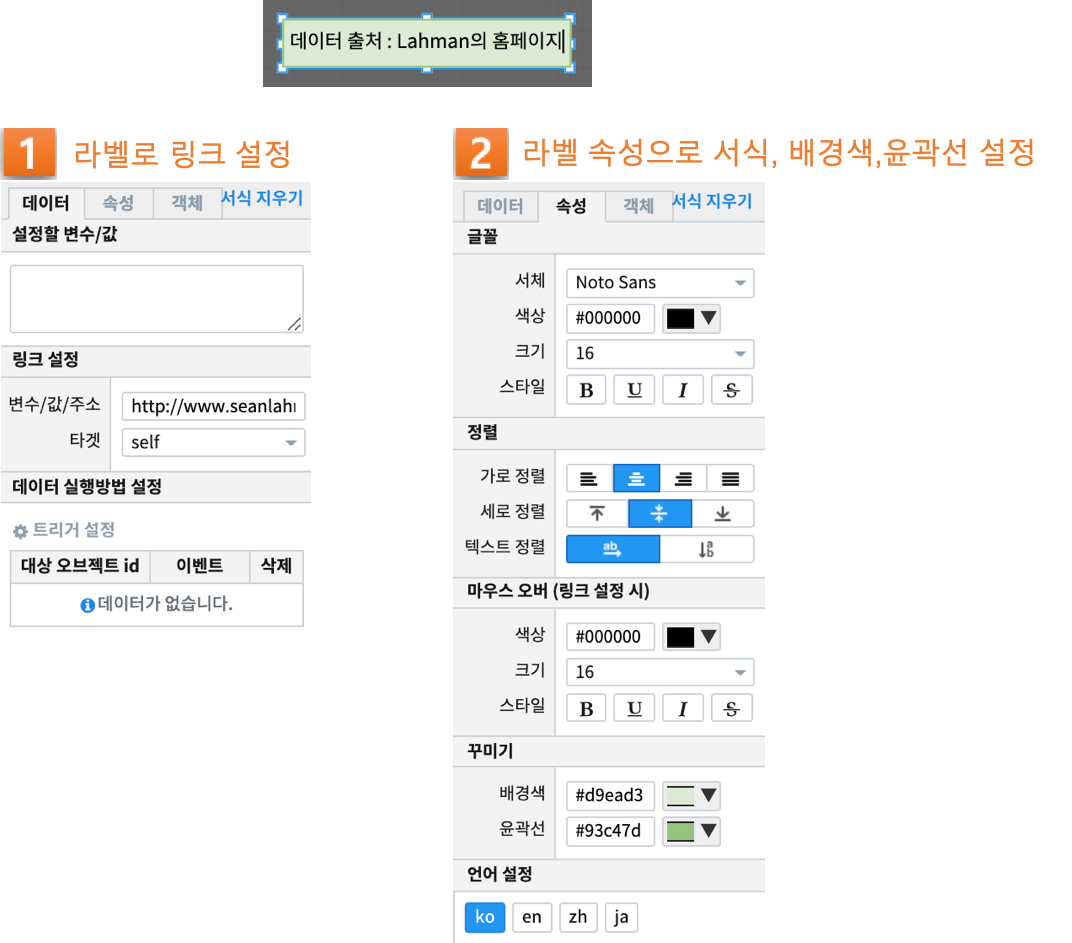 데이터 출처 : Lahman의 홈페이지
1 라벨로 링크 설정
데이터 속성 객체 서식 지우기
설정할 변수/값
링크 설정
변수/값/주소 http://www.seanlahr
타겟 self
데이터 실행방법 설정
트리거 설정
대상 오브젝트 id 이벤트 삭제
데이터가 없습니다.
2 라벨 속성으로 서식, 배경색,윤곽선 설정
데이터 속성 객체 서식 지우기
글꼴
서체 Noto Sans
색상 #000000
크기 16
스타일 B U I S
정렬
가로 정렬
세로 정렬
텍스트 정렬 ab ab
마우스 오버 (링크 설정 시)
색상 #000000
크기 16
스타일 B U I S
꾸미기
배경색 #d9ead3
윤곽선 #93c47d
언어 설정
ko en zh ja